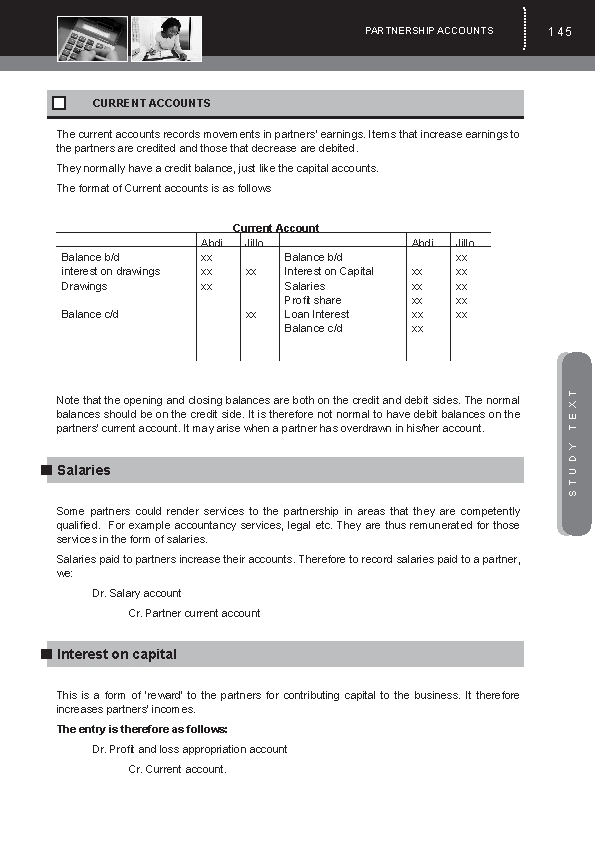 PARTNERSHIP ACCOUNTS 145
CURRENT ACCOUNTS
The current accounts records movements in partners' earnings. Items that increase earnings to
the partners are credited and those that decrease are debited.
They normally have a credit balance, just like the capital accounts.
The format of Current accounts is as follows
Current Account
Abdi Jillo Abdi Jillo
Balance b/d xx Balance b/d xx
interest on drawings xx xx Interest on Capital xx xx
Drawings xx Salaries xx xx
Profit share xx xx
Balance c/d xx Loan Interest xx xx
Balance c/d xx
Note that the opening and closing balances are both on the credit and debit sides. The normal
balances should be on the credit side. It is therefore not normal to have debit balances on the
partners' current account. It may arise when a partner has overdrawn in his/her account.
STUDY TEXT
Salaries
Some partners could render services to the partnership in areas that they are competently
qualified. For example accountancy services, legal etc. They are thus remunerated for those
services in the form of salaries.
Salaries paid to partners increase their accounts. Therefore to record salaries paid to a partner,
we:
Dr. Salary account
Cr. Partner current account
Interest on capital
This is a form of 'reward' to the partners for contributing capital to the business. It therefore
increases partners' incomes.
The entry is therefore as follows:
Dr. Profit and loss appropriation account
Cr. Current account.